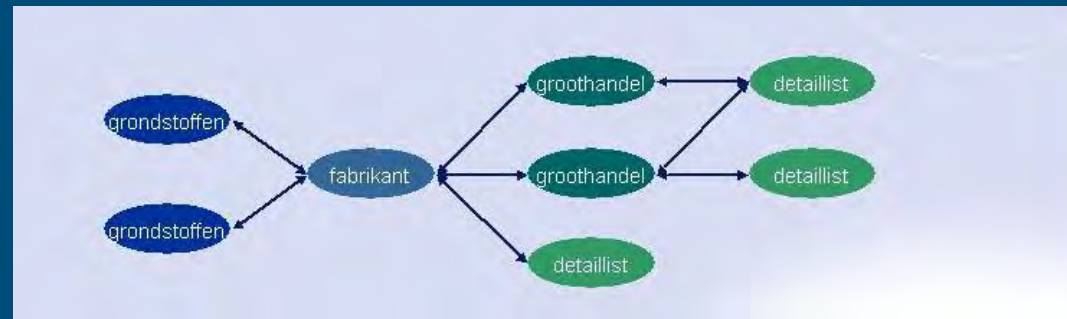 grondstoffen
grondstoffen
fabrikant
groothandel
groothandel
detaillist
detaillist
detaillist